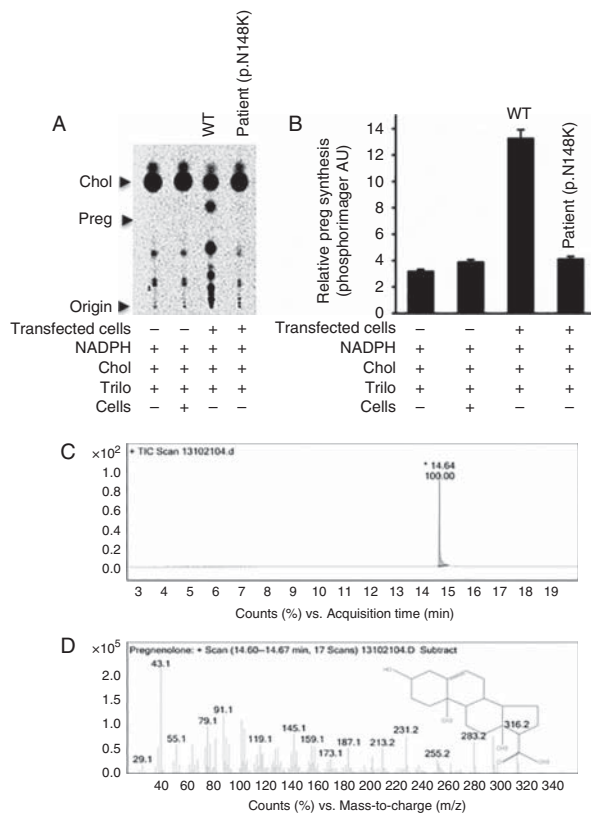 A
WT
Patient (p.N148K)
Chol
Preg
Origin
Transfected cells – – + +
NADPH + + + +
Chol + + + +
Trilo + + + +
Cells – + – –
B
Relative preg synthesis
(phosphorimager AU)
14
12
10
8
6
4
2
0
WT
Patient (p.N148K)
Transfected cells – – + +
NADPH + + + +
Chol + + + +
Trilo + + + +
Cells – + – –
C
×10²
+ TIC Scan 13102104.d
1.0
0.8
0.6
0.4
0.2
0.0
* 14.64
100.00
3 4 5 6 7 8 9 10 11 12 13 14 15 16 17 18 19
Counts (%) vs. Acquisition time (min)
D
×10⁵
Pregnenolone: + Scan (14.60–14.67 min, 17 Scans) 13102104.D Subtract
2.0
1.5
1.0
0.5
0.0
29.1
43.1
55.1
79.1
91.1
119.1
145.1
159.1
173.1
187.1
213.2
231.2
255.2
283.2
316.2
HO
40 60 80 100 120 140 160 180 200 220 240 260 280 300 320 340
Counts (%) vs. Mass-to-charge (m/z)